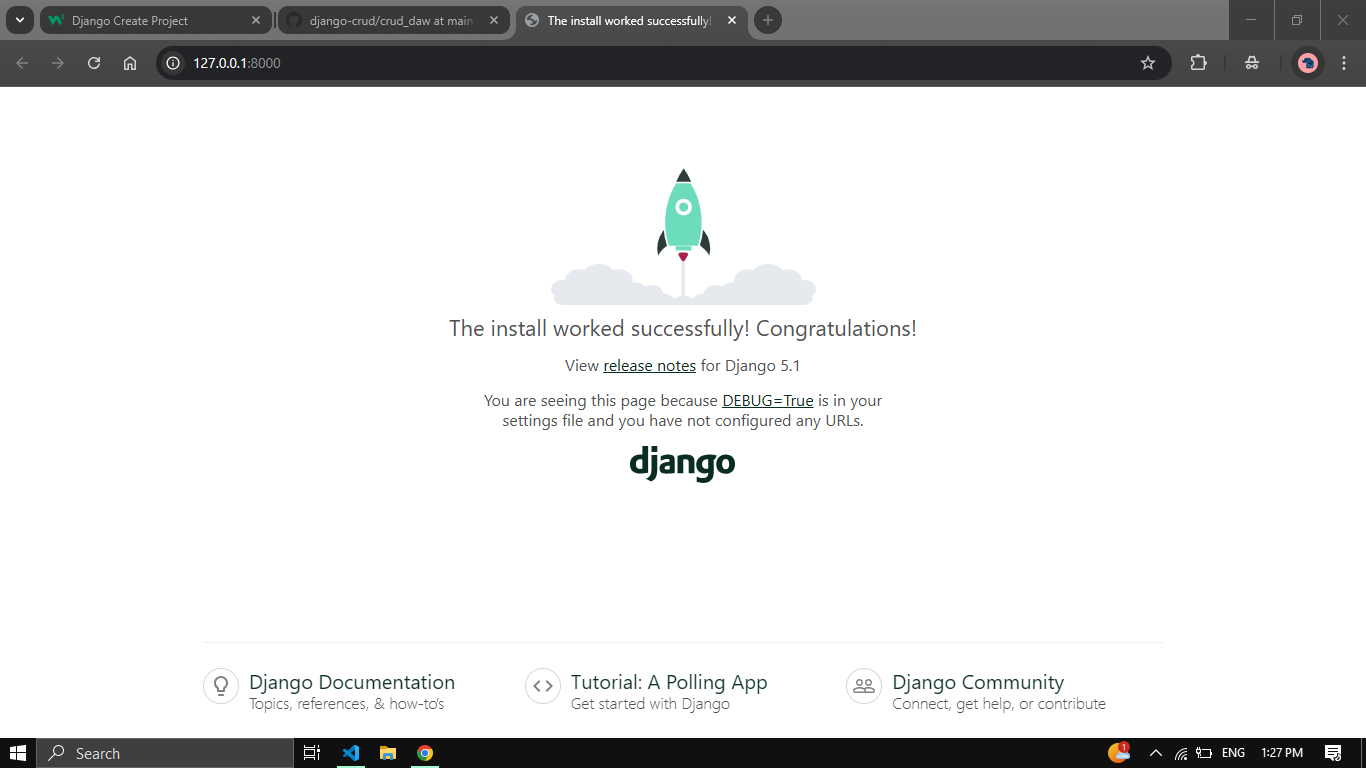 Django Create Project
django-crud/crud_daw at main
The install worked successfully!
127.0.0.1:8000
The install worked successfully! Congratulations!
View release notes for Django 5.1
You are seeing this page because DEBUG=True is in your
settings file and you have not configured any URLs.
django
Django Documentation
Topics, references, & how-to’s
Tutorial: A Polling App
Get started with Django
Django Community
Connect, get help, or contribute
Search
1
ENG
1:27 PM